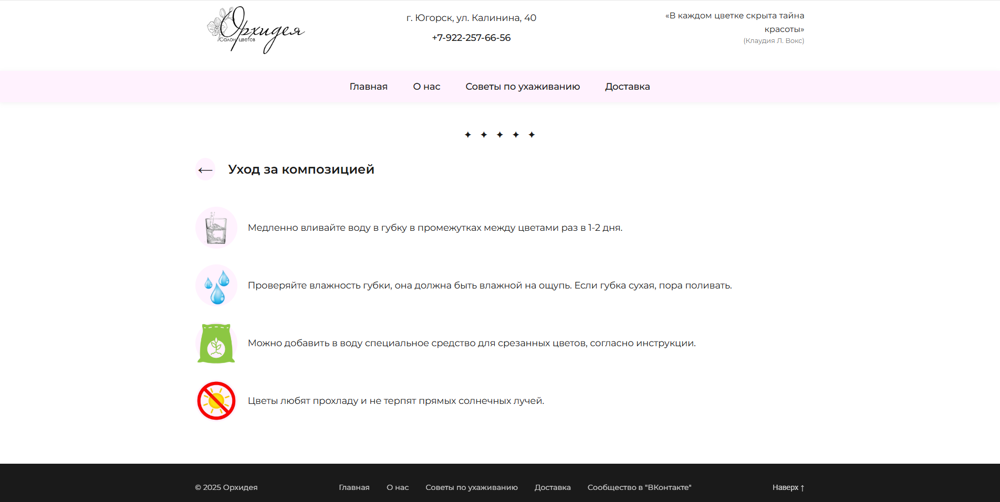 Орхидея
Салон цветов
г. Югорск, ул. Калинина, 40
+7-922-257-66-56
«В каждом цветке скрыта тайна
красоты»
(Клаудия Л. Вокс)
Главная
О нас
Советы по ухаживанию
Доставка
✦ ✦ ✦ ✦ ✦
← Уход за композицией
Медленно вливайте воду в губку в промежутках между цветами раз в 1-2 дня.
Проверяйте влажность губки, она должна быть влажной на ощупь. Если губка сухая, пора поливать.
Можно добавить в воду специальное средство для срезанных цветов, согласно инструкции.
Цветы любят прохладу и не терпят прямых солнечных лучей.
© 2025 Орхидея
Главная
О нас
Советы по ухаживанию
Доставка
Сообщество в "ВКонтакте"
Наверх ↑